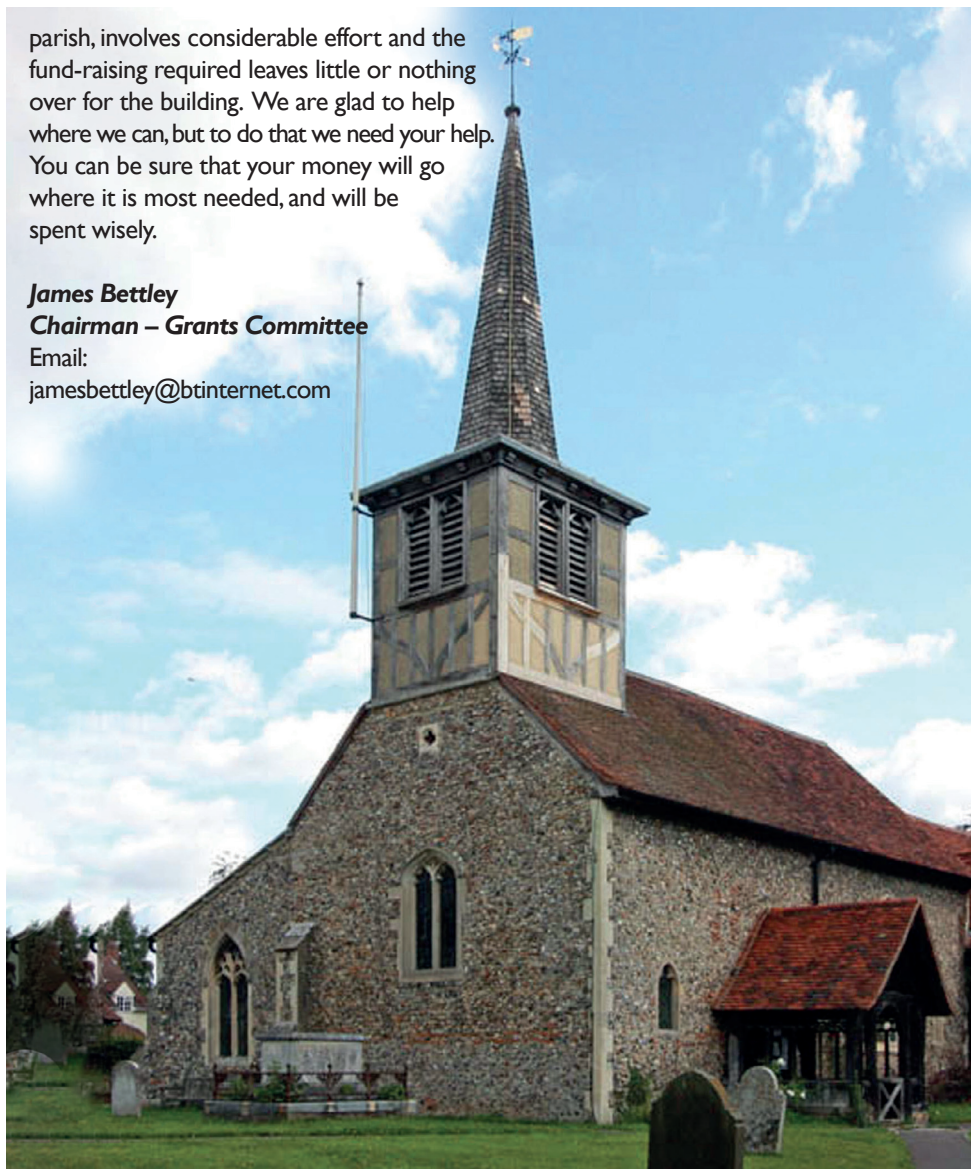 parish, involves considerable effort and the
fund-raising required leaves little or nothing
over for the building. We are glad to help
where we can, but to do that we need your help.
You can be sure that your money will go
where it is most needed, and will be
spent wisely.
James Bettley
Chairman – Grants Committee
Email:
jamesbettley@btinternet.com